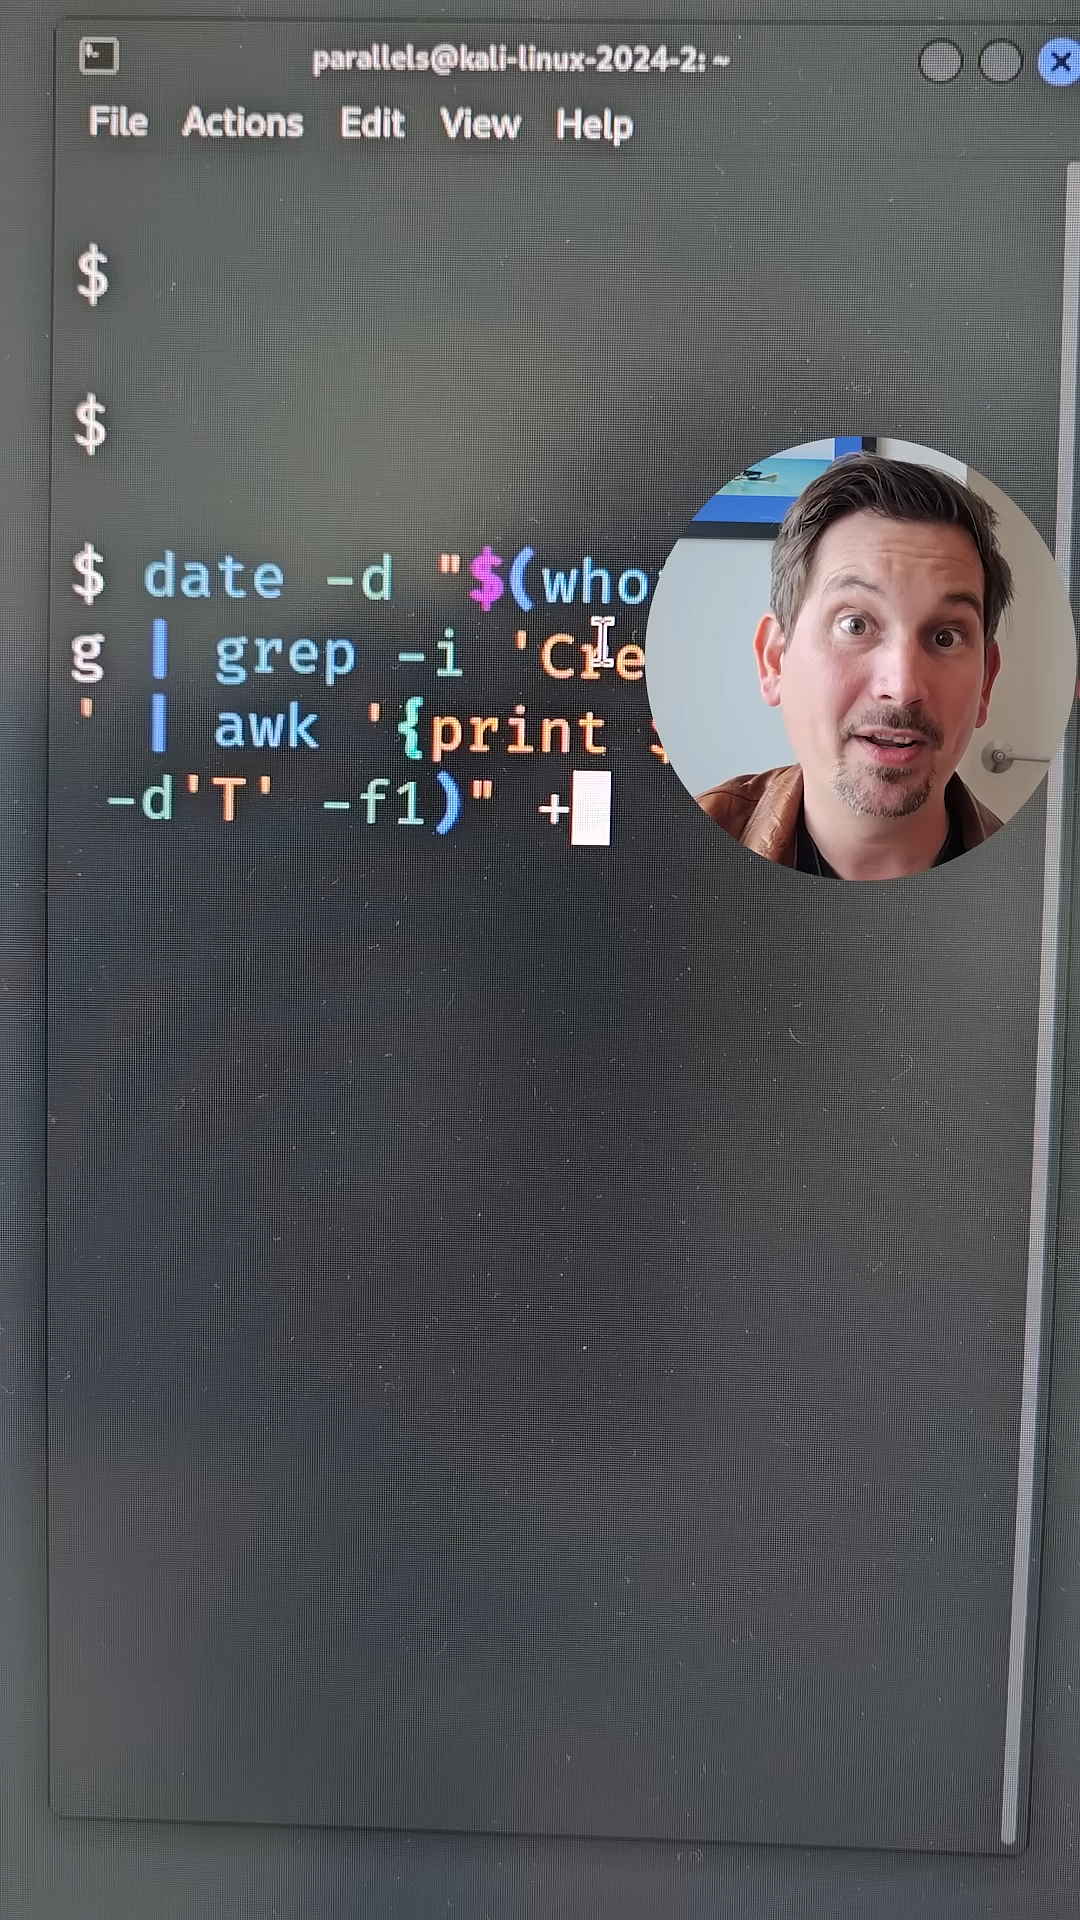 parallels@kali-linux-2024-2: ~
File Actions Edit View Help
$
$
$ date -d "$(who
g | grep -i 'Cre
' | awk '{print
-d'T' -f1)" +